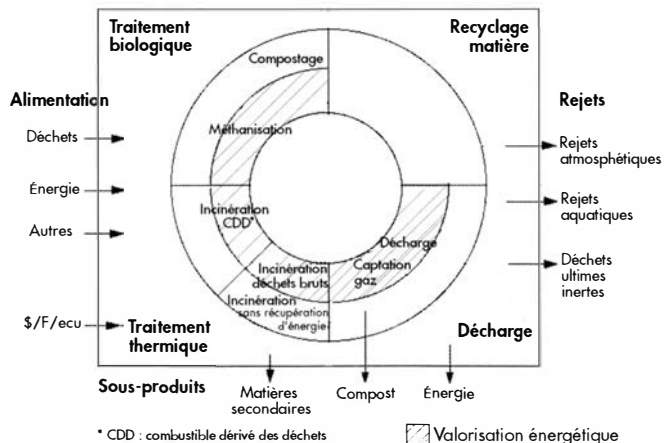 Traitement
biologique
Recyclage
matière
Compostage
Alimentation
Rejets
Déchets
Méthanisation
Rejets
atmosphétiques
Énergie
Rejets
aquatiques
Incinération
CDD*
Autres
Décharge
Incinération
déchets bruts
Captation
gaz
Déchets
ultimes
inertes
Incinération
sans récupération
d'énergie
$/F/ecu
Traitement
thermique
Décharge
Sous-produits
Matières
secondaires
Compost
Énergie
* CDD : combustible dérivé des déchets
Valorisation énergétique